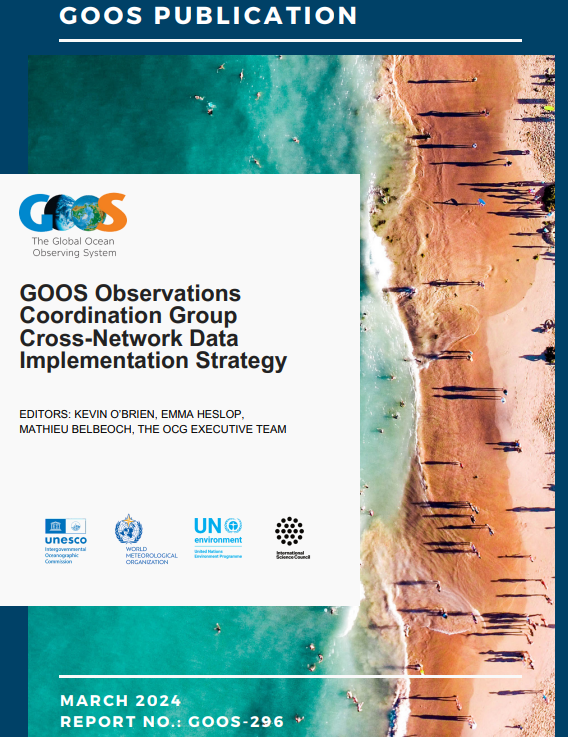 GOOS PUBLICATION
GOOS
The Global Ocean
Observing System
GOOS Observations
Coordination Group
Cross-Network Data
Implementation Strategy
EDITORS: KEVIN O'BRIEN, EMMA HESLOP,
MATHIEU BELBEOCH, THE OCG EXECUTIVE TEAM
unesco
Intergovernmental
Oceanographic
Commission
WORLD
METEOROLOGICAL
ORGANIZATION
UN
environment
United Nations
Environment Programme
International
Science Council
MARCH 2024
REPORT NO.: GOOS-296